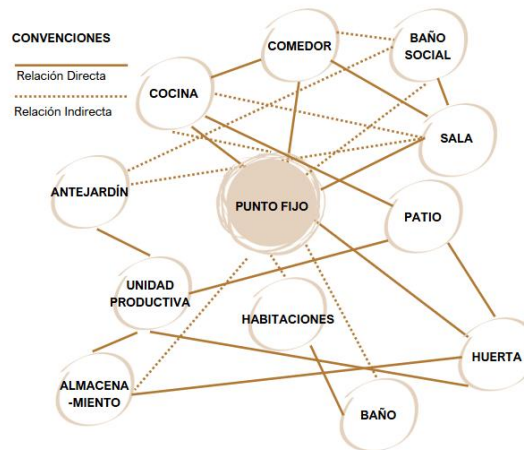 CONVENCIONES
Relación Directa
Relación Indirecta
COMEDOR
BAÑO
SOCIAL
COCINA
SALA
ANTEJARDÍN
PUNTO FIJO
PATIO
UNIDAD
PRODUCTIVA
HABITACIONES
HUERTA
ALMACENA
-MIENTO
BAÑO